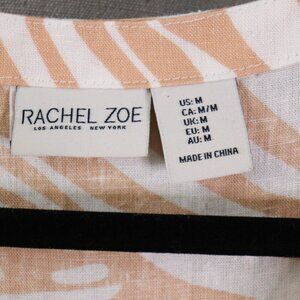 RACHEL ZOE
LOS ANGELES NEW YORK
US: M
CA: M/M
UK: M
EU: M
AU: M
MADE IN CHINA